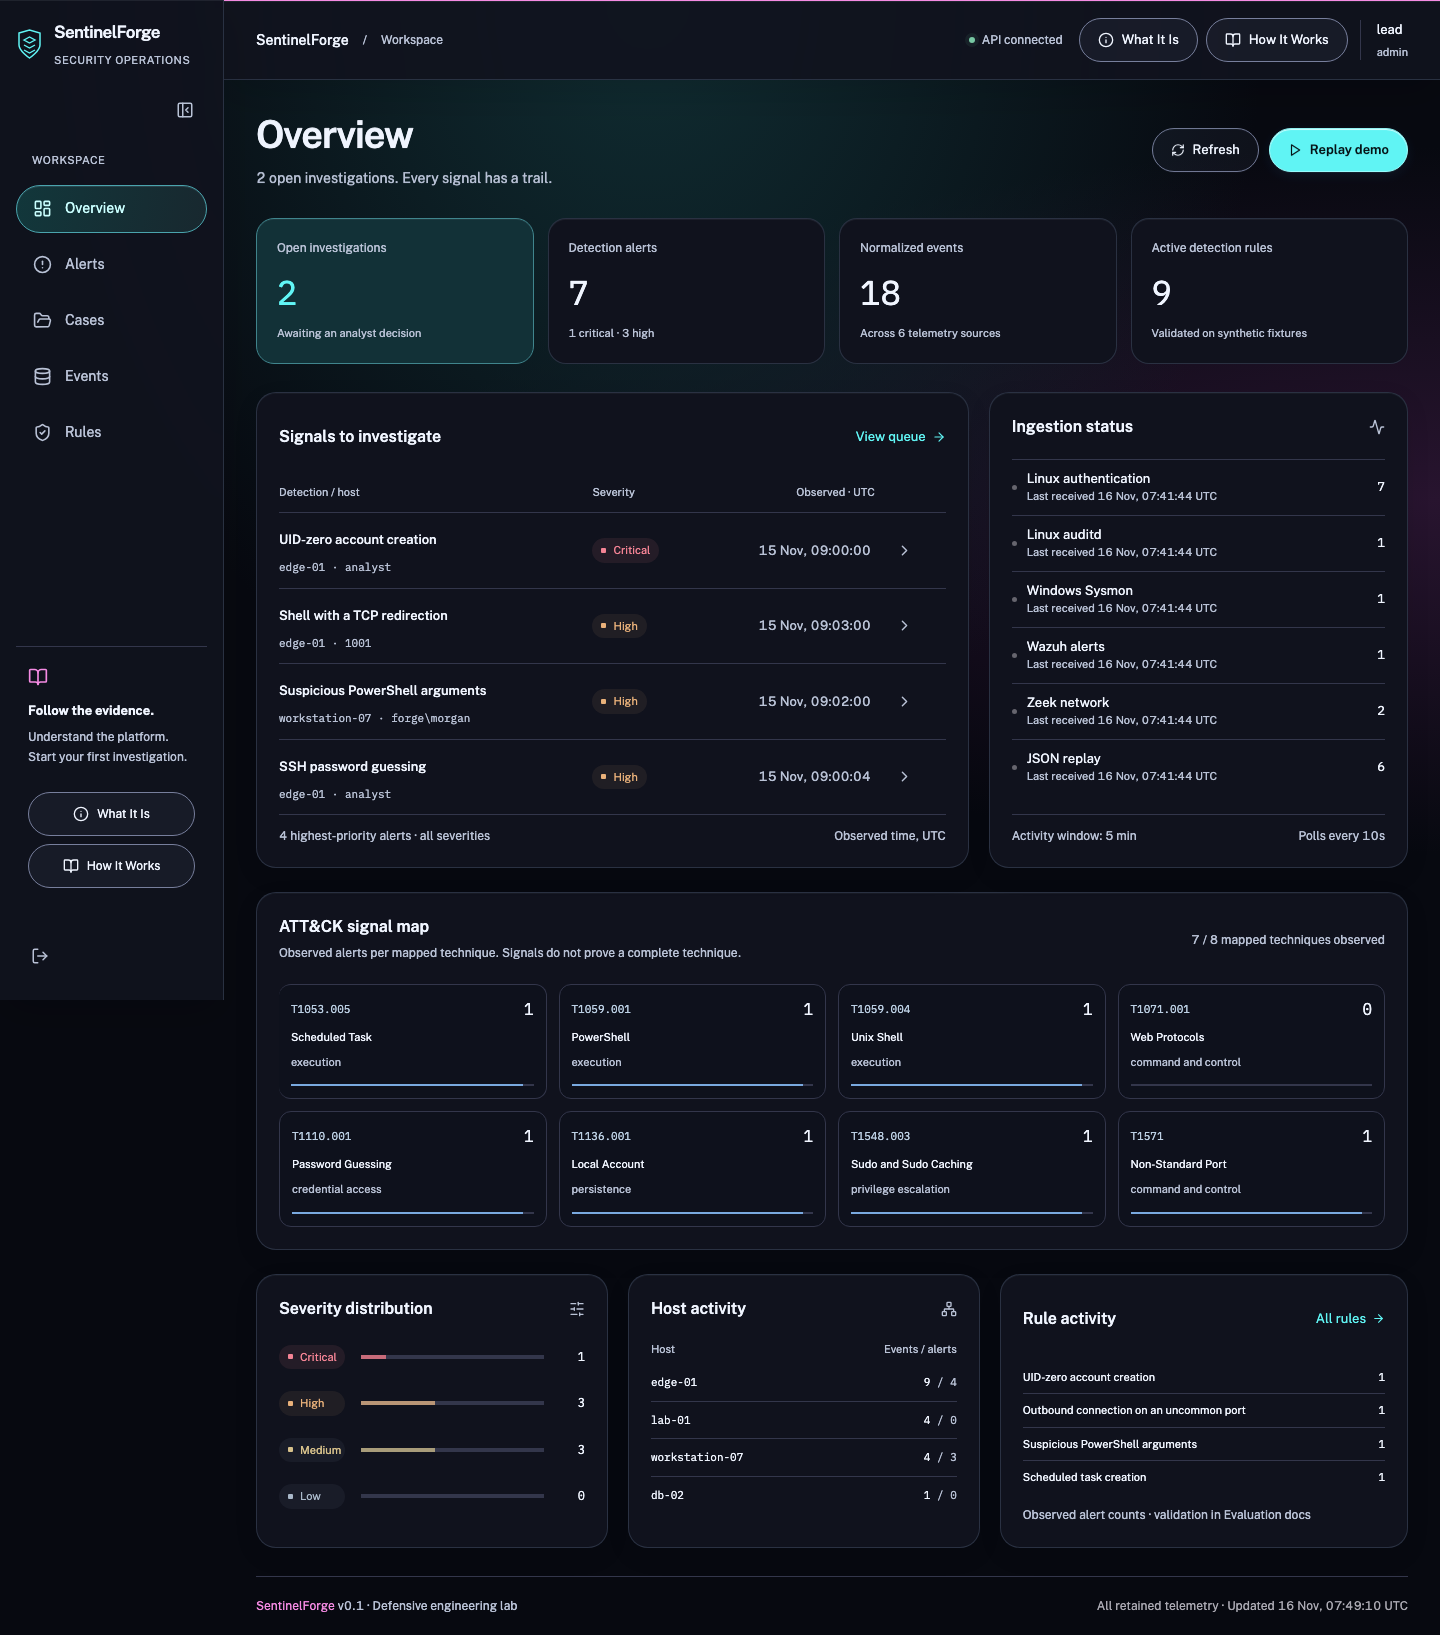 SentinelForge
SECURITY OPERATIONS
WORKSPACE
Overview
Alerts
Cases
Events
Rules
Follow the evidence.
Understand the platform.
Start your first investigation.
What It Is
How It Works
SentinelForge / Workspace
API connected
What It Is
How It Works
lead
admin
Overview
2 open investigations. Every signal has a trail.
Refresh
Replay demo
Open investigations
2
Awaiting an analyst decision
Detection alerts
7
1 critical · 3 high
Normalized events
18
Across 6 telemetry sources
Active detection rules
9
Validated on synthetic fixtures
Signals to investigate
View queue
Detection / host Severity Observed · UTC
UID-zero account creation
edge-01 · analyst
Critical
15 Nov, 09:00:00
Shell with a TCP redirection
edge-01 · 1001
High
15 Nov, 09:03:00
Suspicious PowerShell arguments
workstation-07 · forge\morgan
High
15 Nov, 09:02:00
SSH password guessing
edge-01 · analyst
High
15 Nov, 09:00:04
4 highest-priority alerts · all severities
Observed time, UTC
Ingestion status
Linux authentication
Last received 16 Nov, 07:41:44 UTC
7
Linux auditd
Last received 16 Nov, 07:41:44 UTC
1
Windows Sysmon
Last received 16 Nov, 07:41:44 UTC
1
Wazuh alerts
Last received 16 Nov, 07:41:44 UTC
1
Zeek network
Last received 16 Nov, 07:41:44 UTC
2
JSON replay
Last received 16 Nov, 07:41:44 UTC
6
Activity window: 5 min
Polls every 10s
ATT&CK signal map
Observed alerts per mapped technique. Signals do not prove a complete technique.
7 / 8 mapped techniques observed
T1053.005 1
Scheduled Task
execution
T1059.001 1
PowerShell
execution
T1059.004 1
Unix Shell
execution
T1071.001 0
Web Protocols
command and control
T1110.001 1
Password Guessing
credential access
T1136.001 1
Local Account
persistence
T1548.003 1
Sudo and Sudo Caching
privilege escalation
T1571 1
Non-Standard Port
command and control
Severity distribution
Critical 1
High 3
Medium 3
Low 0
Host activity
Host Events / alerts
edge-01 9 / 4
lab-01 4 / 0
workstation-07 4 / 3
db-02 1 / 0
Rule activity
All rules
UID-zero account creation 1
Outbound connection on an uncommon port 1
Suspicious PowerShell arguments 1
Scheduled task creation 1
Observed alert counts · validation in Evaluation docs
SentinelForge v0.1 · Defensive engineering lab
All retained telemetry · Updated 16 Nov, 07:49:10 UTC